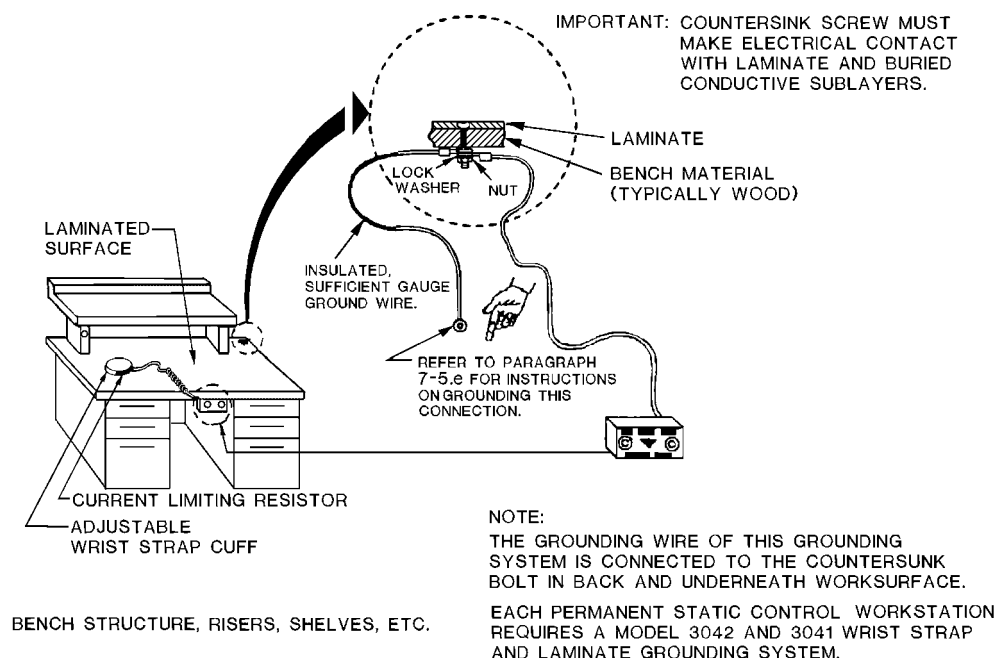 IMPORTANT: COUNTERSINK SCREW MUST
MAKE ELECTRICAL CONTACT
WITH LAMINATE AND BURIED
CONDUCTIVE SUBLAYERS.
LAMINATE
BENCH MATERIAL
(TYPICALLY WOOD)
LOCK
WASHER
NUT
LAMINATED
SURFACE
INSULATED,
SUFFICIENT GAUGE
GROUND WIRE.
REFER TO PARAGRAPH
7-5.e FOR INSTRUCTIONS
ON GROUNDING THIS
CONNECTION.
CURRENT LIMITING RESISTOR
ADJUSTABLE
WRIST STRAP CUFF
NOTE:
THE GROUNDING WIRE OF THIS GROUNDING
SYSTEM IS CONNECTED TO THE COUNTERSUNK
BOLT IN BACK AND UNDERNEATH WORKSURFACE.
BENCH STRUCTURE, RISERS, SHELVES, ETC.
EACH PERMANENT STATIC CONTROL WORKSTATION
REQUIRES A MODEL 3042 AND 3041 WRIST STRAP
AND LAMINATE GROUNDING SYSTEM.